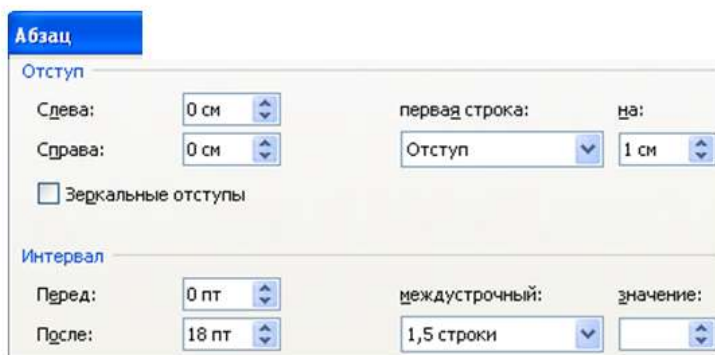 Абзац
Отступ
Слева: 0 см первая строка: на:
Справа: 0 см Отступ 1 см
Зеркальные отступы
Интервал
Перед: 0 пт междустрочный: значение:
После: 18 пт 1,5 строки